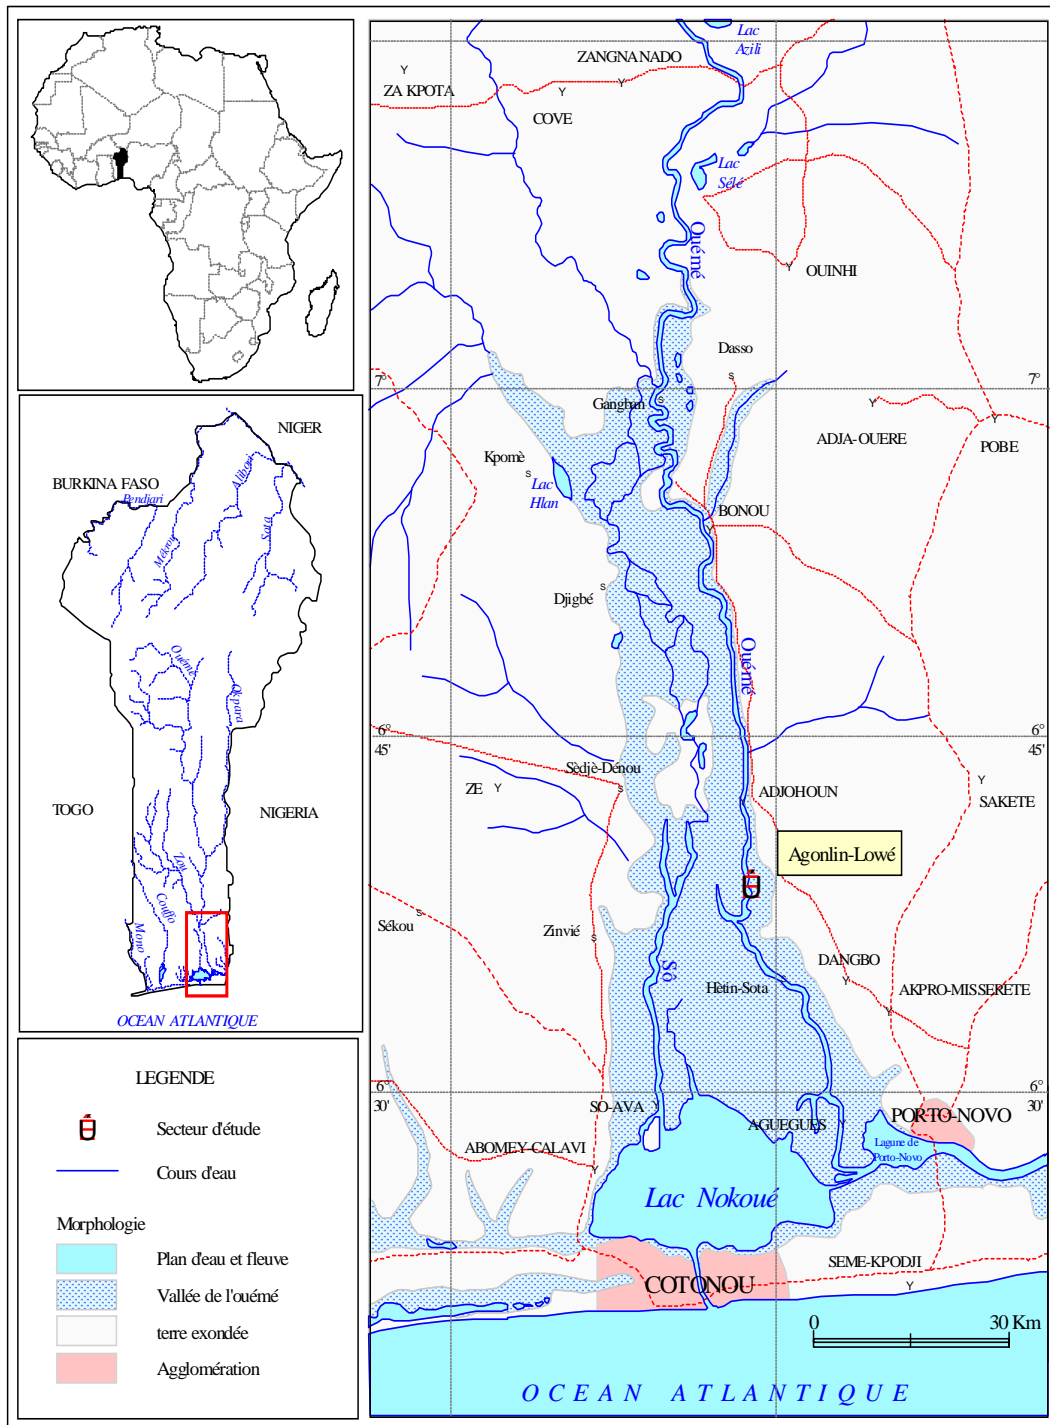 NIGER
BURKINA FASO
Pendjari
Alibori
Mékrou
Sota
Ouémé
Okpara
TOGO
NIGERIA
Zou
Couffo
Mono
OCEAN ATLANTIQUE
LEGENDE
Secteur d'étude
Cours d'eau
Morphologie
Plan d'eau et fleuve
Vallée de l'ouémé
terre exondée
Agglomération
Lac
Azili
ZANGNANADO
ZA KPOTA
COVE
Lac
Sélé
Ouémé
OUINHI
Dasso
7°
7°
Gangban
ADJA-OUERE
POBE
Kpomè
Lac
Hlan
BONOU
Djigbé
Ouémé
6°
45'
6°
45'
Sèdjè-Dénou
ZE
ADJOHOUN
SAKETE
Agonlin-Lowé
Sékou
Zinvié
Sô
DANGBO
Hetin-Sota
AKPRO-MISSERETE
6°
30'
6°
30'
SO-AVA
AGUEGUES
PORTO-NOVO
ABOMEY-CALAVI
Lagune de
Porto-Novo
Lac Nokoué
SEME-KPODJI
COTONOU
0
30 Km
OCEAN ATLANTIQUE